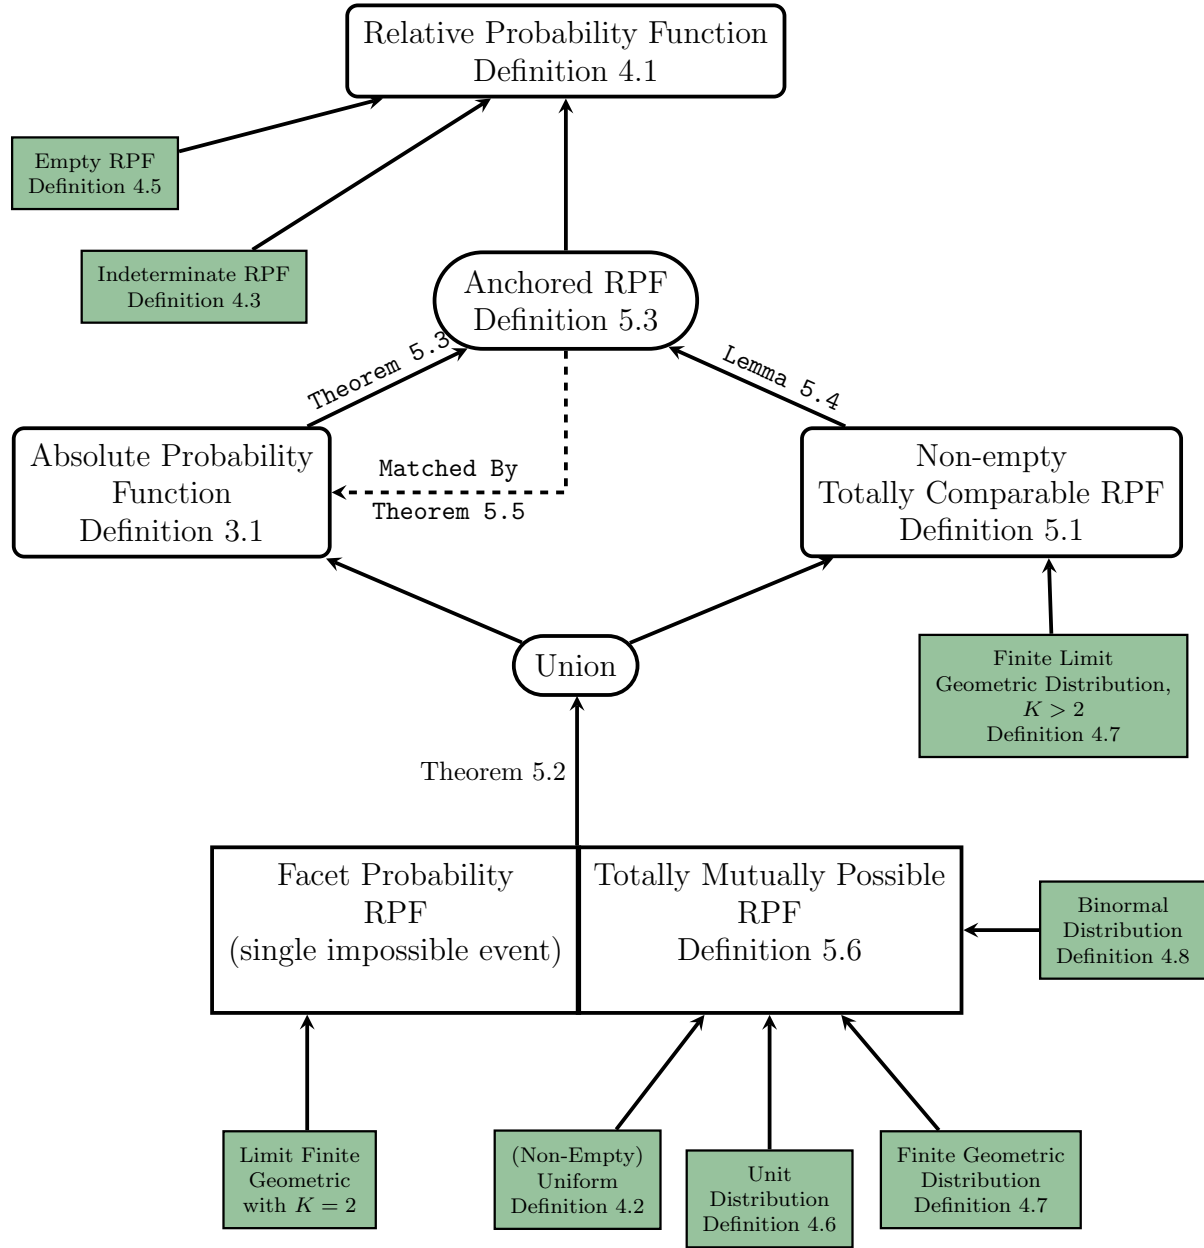 Relative Probability Function
Definition 4.1
Empty RPF
Definition 4.5
Indeterminate RPF
Definition 4.3
Anchored RPF
Definition 5.3
Theorem 5.3
Lemma 5.4
Absolute Probability
Function
Definition 3.1
Matched By
Theorem 5.5
Non-empty
Totally Comparable RPF
Definition 5.1
Union
Finite Limit
Geometric Distribution,
K > 2
Definition 4.7
Theorem 5.2
Facet Probability
RPF
(single impossible event)
Totally Mutually Possible
RPF
Definition 5.6
Binormal
Distribution
Definition 4.8
Limit Finite
Geometric
with K = 2
(Non-Empty)
Uniform
Definition 4.2
Unit
Distribution
Definition 4.6
Finite Geometric
Distribution
Definition 4.7